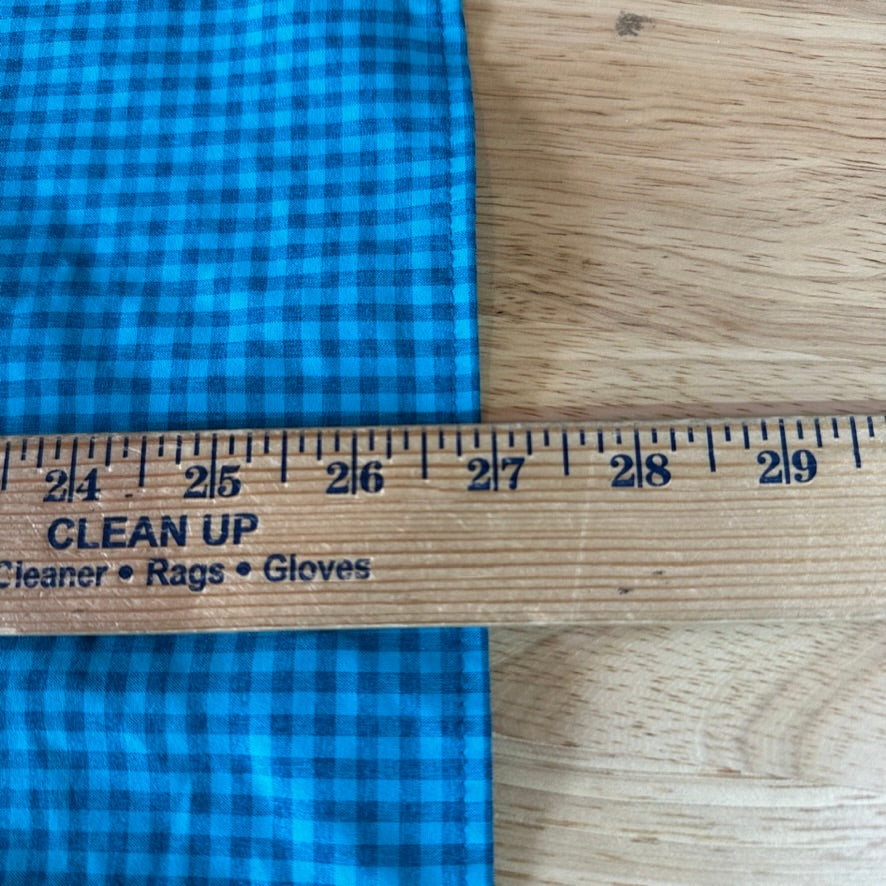 24 25 26 27 28 29
CLEAN UP
Cleaner • Rags • Gloves